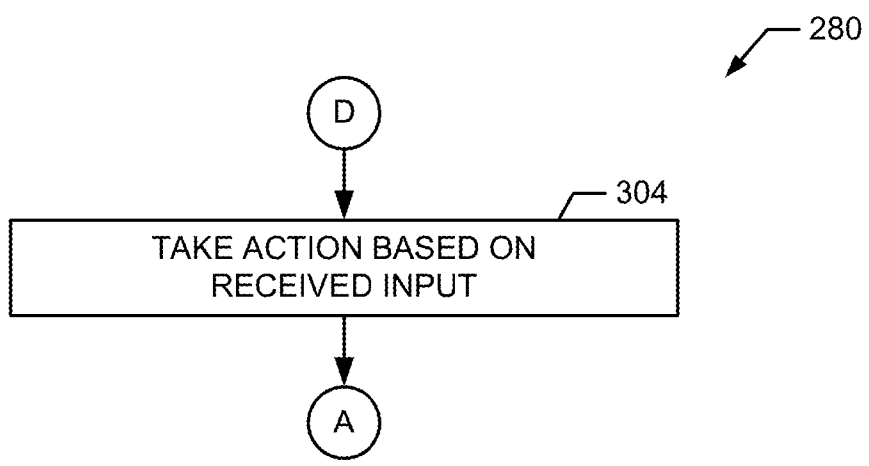 280
D
304
TAKE ACTION BASED ON
RECEIVED INPUT
A